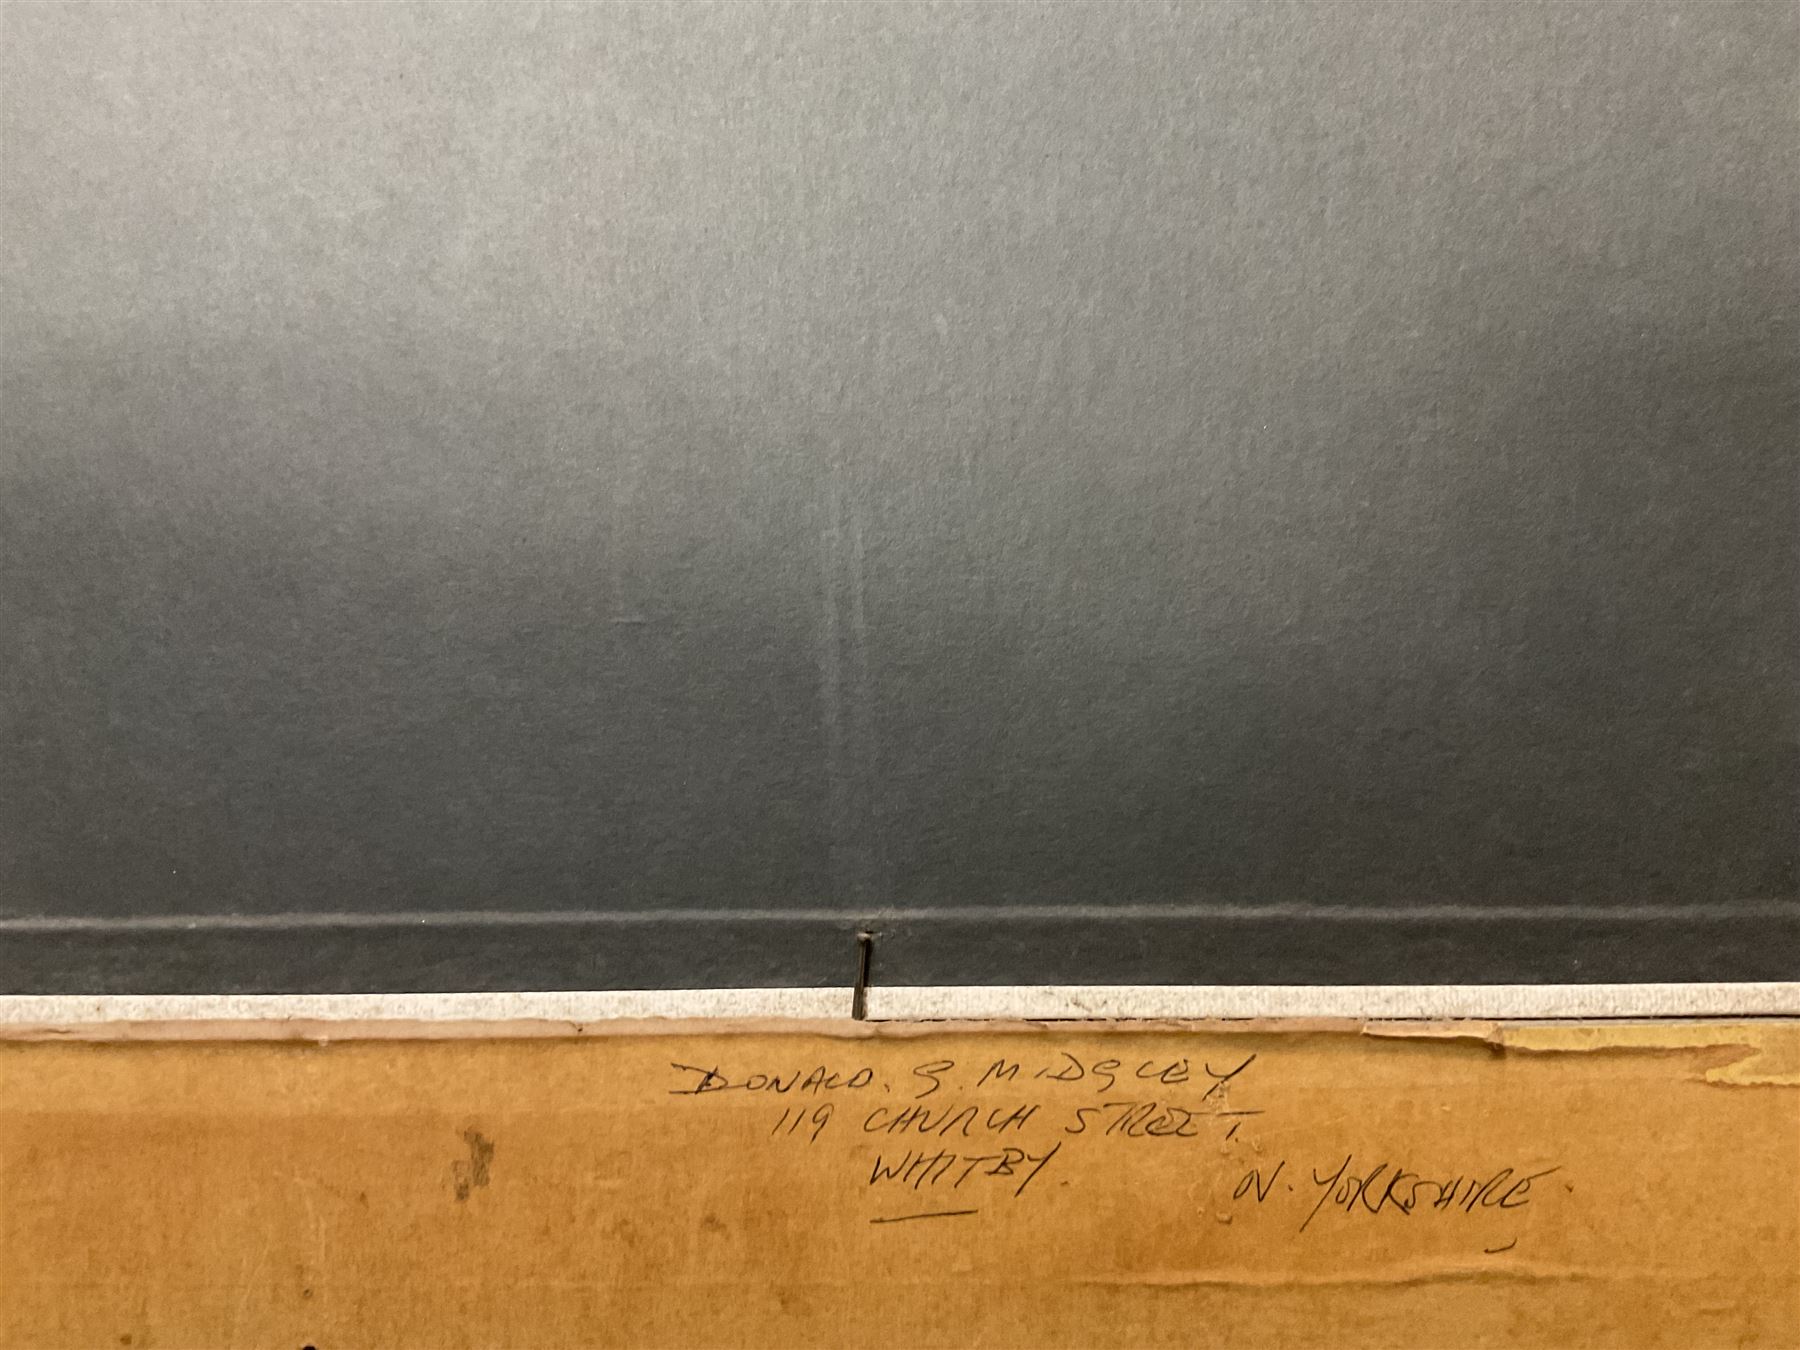 DONALD. G. MIDGLEY
119 CHURCH STREET.
WHITBY.
N. YORKSHIRE.